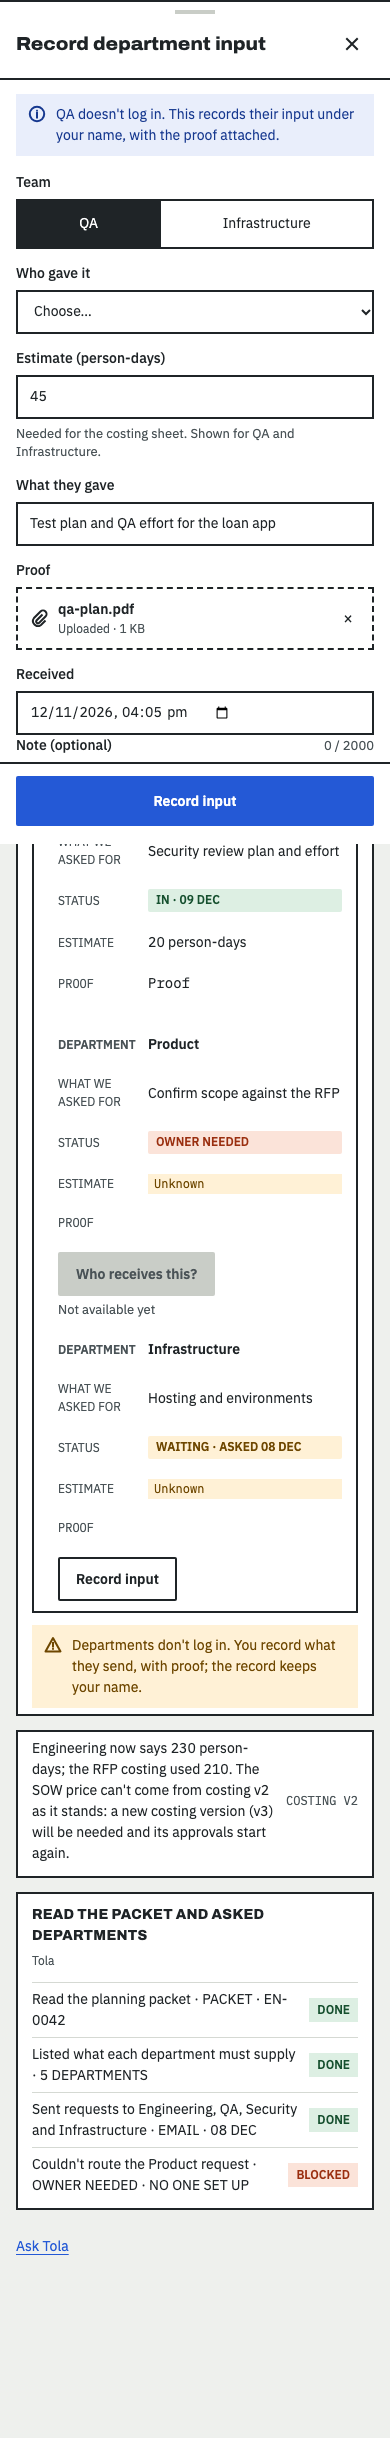 Record department input
QA doesn't log in. This records their input under
your name, with the proof attached.
Team
QA
Infrastructure
Who gave it
Choose...
Estimate (person-days)
45
Needed for the costing sheet. Shown for QA and
Infrastructure.
What they gave
Test plan and QA effort for the loan app
Proof
qa-plan.pdf
Uploaded · 1 KB
×
Received
12/11/2026, 04:05 pm
Note (optional)
0 / 2000
Record input
ASKED FOR
Security review plan and effort
STATUS
IN · 09 DEC
ESTIMATE
20 person-days
PROOF
Proof
DEPARTMENT
Product
WHAT WE
ASKED FOR
Confirm scope against the RFP
STATUS
OWNER NEEDED
ESTIMATE
Unknown
PROOF
Who receives this?
Not available yet
DEPARTMENT
Infrastructure
WHAT WE
ASKED FOR
Hosting and environments
STATUS
WAITING · ASKED 08 DEC
ESTIMATE
Unknown
PROOF
Record input
Departments don't log in. You record what
they send, with proof; the record keeps
your name.
Engineering now says 230 person-
days; the RFP costing used 210. The
SOW price can't come from costing v2
as it stands: a new costing version (v3)
will be needed and its approvals start
again.
COSTING V2
READ THE PACKET AND ASKED
DEPARTMENTS
Tola
Read the planning packet · PACKET · EN-
0042
DONE
Listed what each department must supply
· 5 DEPARTMENTS
DONE
Sent requests to Engineering, QA, Security
and Infrastructure · EMAIL · 08 DEC
DONE
Couldn't route the Product request ·
OWNER NEEDED · NO ONE SET UP
BLOCKED
Ask Tola